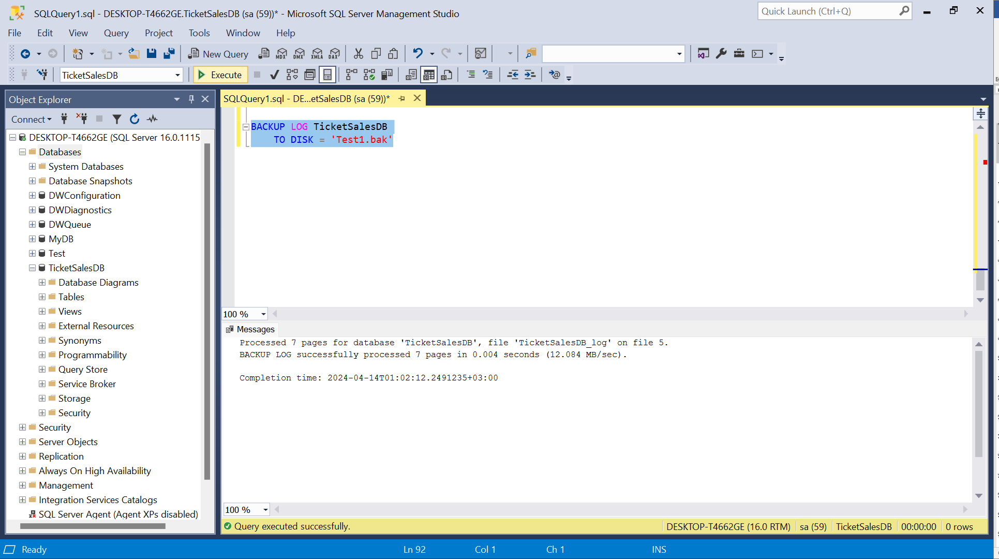 SQLQuery1.sql - DESKTOP-T4662GE.TicketSalesDB (sa (59))* - Microsoft SQL Server Management Studio
Quick Launch (Ctrl+Q)
File Edit View Query Project Tools Window Help
New Query MDX DMX XMLA DAX
TicketSalesDB Execute
Object Explorer
SQLQuery1.sql - DE...etSalesDB (sa (59))*
Connect
BACKUP LOG TicketSalesDB
TO DISK = 'Test1.bak'
DESKTOP-T4662GE (SQL Server 16.0.1115
Databases
System Databases
Database Snapshots
DWConfiguration
DWDiagnostics
DWQueue
MyDB
Test
TicketSalesDB
Database Diagrams
Tables
Views
External Resources
Synonyms
Programmability
Query Store
Service Broker
Storage
Security
Security
Server Objects
Replication
Always On High Availability
Management
Integration Services Catalogs
SQL Server Agent (Agent XPs disabled)
100 %
Messages
Processed 7 pages for database 'TicketSalesDB', file 'TicketSalesDB_log' on file 5.
BACKUP LOG successfully processed 7 pages in 0.004 seconds (12.084 MB/sec).
Completion time: 2024-04-14T01:02:12.2491235+03:00
100 %
Query executed successfully. DESKTOP-T4662GE (16.0 RTM) sa (59) TicketSalesDB 00:00:00 0 rows
Ready Ln 92 Col 1 Ch 1 INS